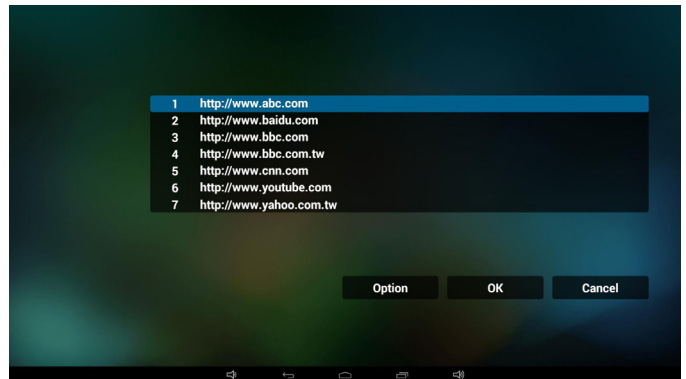 1 http://www.abc.com
2 http://www.baidu.com
3 http://www.bbc.com
4 http://www.bbc.com.tw
5 http://www.cnn.com
6 http://www.youtube.com
7 http://www.yahoo.com.tw
Option OK Cancel